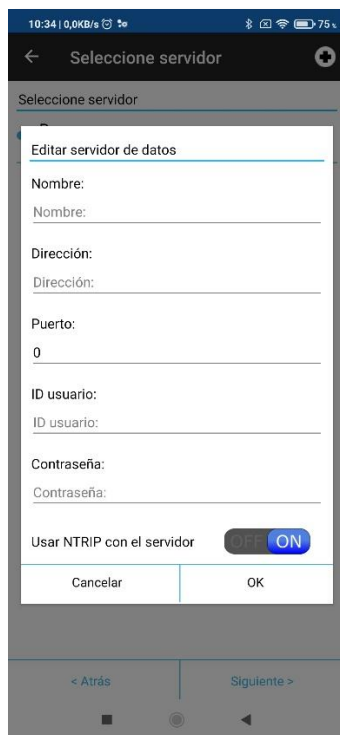 10:34 | 0,0KB/s
75%
Seleccione servidor
Seleccione servidor
Editar servidor de datos
Nombre:
Nombre:
Dirección:
Dirección:
Puerto:
0
ID usuario:
ID usuario:
Contraseña:
Contraseña:
Usar NTRIP con el servidor OFF ON
Cancelar OK
< Atrás Siguiente >